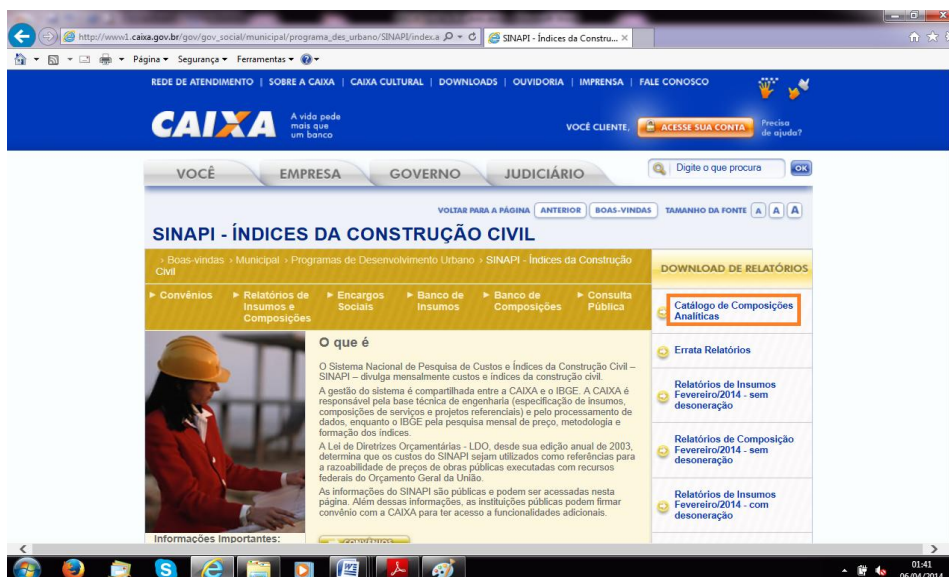 http://www1.caixa.gov.br/gov/gov_social/municipal/programa_des_urbano/SINAPI/index.a
SINAPI - Índices da Constru...
Página Segurança Ferramentas
REDE DE ATENDIMENTO | SOBRE A CAIXA | CAIXA CULTURAL | DOWNLOADS | OUVIDORIA | IMPRENSA | FALE CONOSCO
CAIXA
A vida pede
mais que
um banco
VOCÊ CLIENTE,
ACESSE SUA CONTA
Precisa
de ajuda?
VOCÊ EMPRESA GOVERNO JUDICIÁRIO
Digite o que procura OK
VOLTAR PARA A PÁGINA ANTERIOR BOAS-VINDAS TAMANHO DA FONTE A A A
SINAPI - ÍNDICES DA CONSTRUÇÃO CIVIL
› Boas-vindas › Municipal › Programas de Desenvolvimento Urbano › SINAPI - Índices da Construção
Civil
Convênios
Relatórios de
Insumos e
Composições
Encargos
Sociais
Banco de
Insumos
Banco de
Composições
Consulta
Pública
O que é
O Sistema Nacional de Pesquisa de Custos e Índices da Construção Civil –
SINAPI – divulga mensalmente custos e índices da construção civil.
A gestão do sistema é compartilhada entre a CAIXA e o IBGE. A CAIXA é
responsável pela base técnica de engenharia (especificação de insumos,
composições de serviços e projetos referenciais) e pelo processamento de
dados, enquanto o IBGE pela pesquisa mensal de preço, metodologia e
formação dos índices.
A Lei de Diretrizes Orçamentárias - LDO, desde sua edição anual de 2003,
determina que os custos do SINAPI sejam utilizados como referências para
a razoabilidade de preços de obras públicas executadas com recursos
federais do Orçamento Geral da União.
As informações do SINAPI são públicas e podem ser acessadas nesta
página. Além dessas informações, as instituições públicas podem firmar
convênio com a CAIXA para ter acesso a funcionalidades adicionais.
Informações Importantes:
CONVÊNIOS
DOWNLOAD DE RELATÓRIOS
Catálogo de Composições
Analíticas
Errata Relatórios
Relatórios de Insumos
Fevereiro/2014 - sem
desoneração
Relatórios de Composição
Fevereiro/2014 - sem
desoneração
Relatórios de Insumos
Fevereiro/2014 - com
desoneração
01:41
06/04/2014